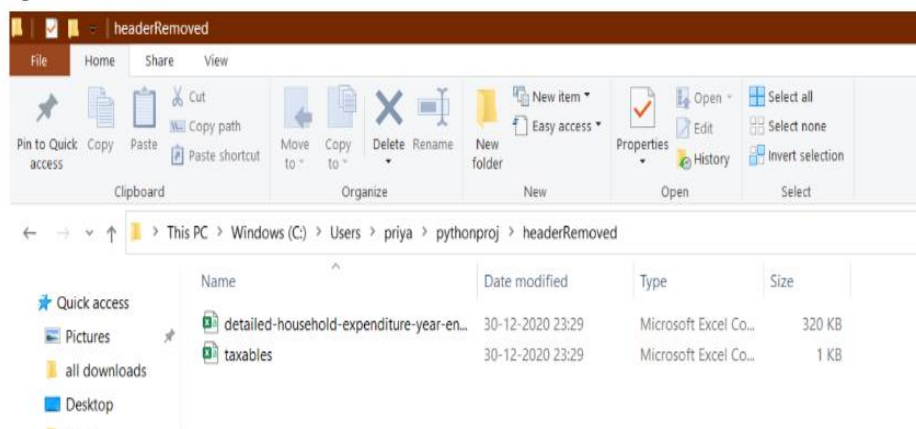 headerRemoved
File Home Share View
Pin to Quick access
Copy
Paste
Cut
Copy path
Paste shortcut
Move to
Copy to
Delete
Rename
New folder
New item
Easy access
Properties
Open
Edit
History
Select all
Select none
Invert selection
Clipboard Organize New Open Select
This PC > Windows (C:) > Users > priya > pythonproj > headerRemoved
Name Date modified Type Size
Quick access
detailed-household-expenditure-year-en... 30-12-2020 23:29 Microsoft Excel Co... 320 KB
Pictures
taxables 30-12-2020 23:29 Microsoft Excel Co... 1 KB
all downloads
Desktop